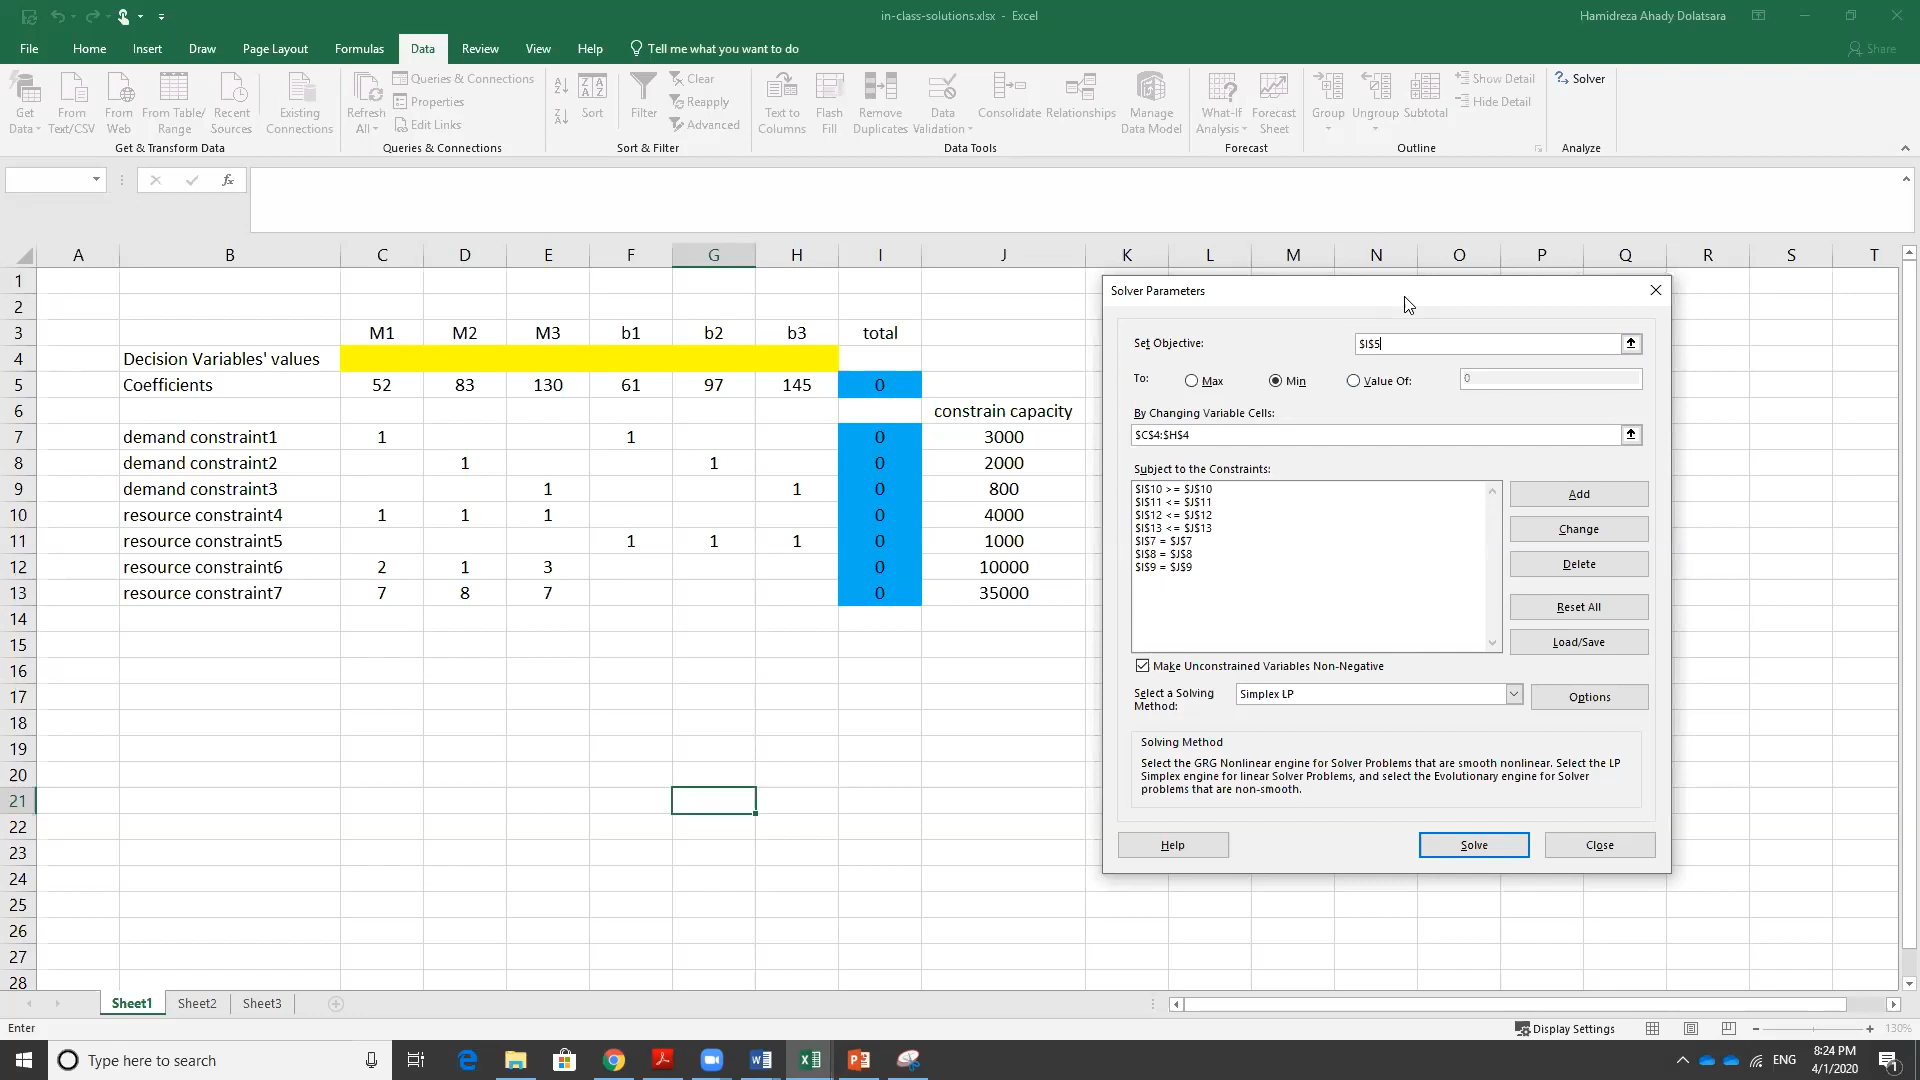 in-class-solutions.xlsx - Excel
Hamidreza Ahady Dolatsara
File Home Insert Draw Page Layout Formulas Data Review View Help Tell me what you want to do Share
Get Data From Text/CSV From Web From Table/ Range Recent Sources Existing Connections
Get & Transform Data
Refresh All Queries & Connections Properties Edit Links
Queries & Connections
Sort Filter Clear Reapply Advanced
Sort & Filter
Text to Columns Flash Fill Remove Duplicates Data Validation Consolidate Relationships Manage Data Model
Data Tools
What-If Analysis Forecast Sheet
Forecast
Group Ungroup Subtotal Show Detail Hide Detail
Outline
Solver
Analyze
fx
A B C D E F G H I J K L M N O P Q R S T
1
2
3 M1 M2 M3 b1 b2 b3 total
4 Decision Variables' values
5 Coefficients 52 83 130 61 97 145 0
6 constrain capacity
7 demand constraint1 1 1 0 3000
8 demand constraint2 1 1 0 2000
9 demand constraint3 1 1 0 800
10 resource constraint4 1 1 1 0 4000
11 resource constraint5 1 1 1 0 1000
12 resource constraint6 2 1 3 0 10000
13 resource constraint7 7 8 7 0 35000
14
15
16
17
18
19
20
21
22
23
24
25
26
27
28
Solver Parameters
Set Objective: $I$5
To: Max Min Value Of: 0
By Changing Variable Cells:
$C$4:$H$4
Subject to the Constraints:
$I$10 >= $J$10
$I$11 <= $J$11
$I$12 <= $J$12
$I$13 <= $J$13
$I$7 = $J$7
$I$8 = $J$8
$I$9 = $J$9
Add
Change
Delete
Reset All
Load/Save
Make Unconstrained Variables Non-Negative
Select a Solving Method: Simplex LP Options
Solving Method
Select the GRG Nonlinear engine for Solver Problems that are smooth nonlinear. Select the LP
Simplex engine for linear Solver Problems, and select the Evolutionary engine for Solver
problems that are non-smooth.
Help Solve Close
Sheet1 Sheet2 Sheet3
Enter Display Settings 130%
Type here to search
ENG
8:24 PM
4/1/2020
1